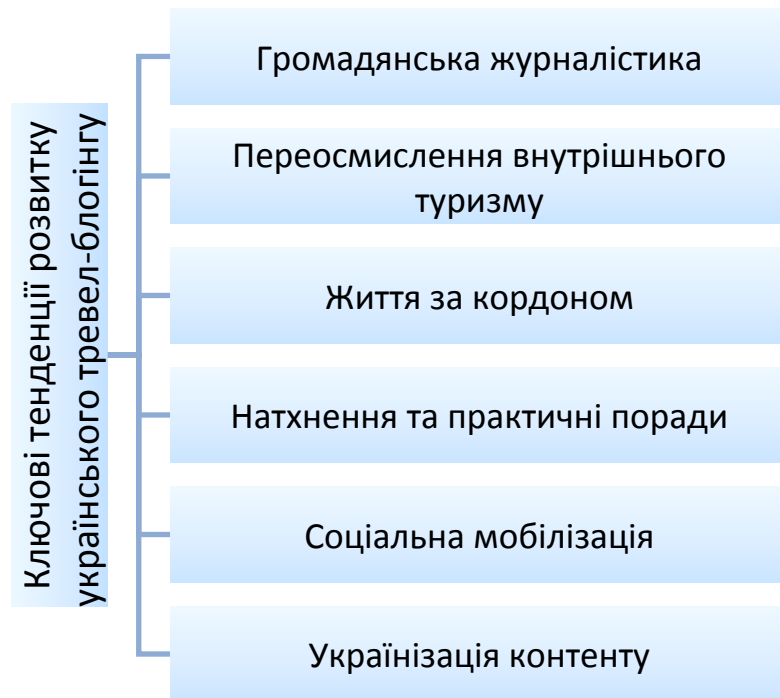 Ключові тенденції розвитку
українського тревел-блогінгу
Громадянська журналістика
Переосмислення внутрішнього
туризму
Життя за кордоном
Натхнення та практичні поради
Соціальна мобілізація
Українізація контенту